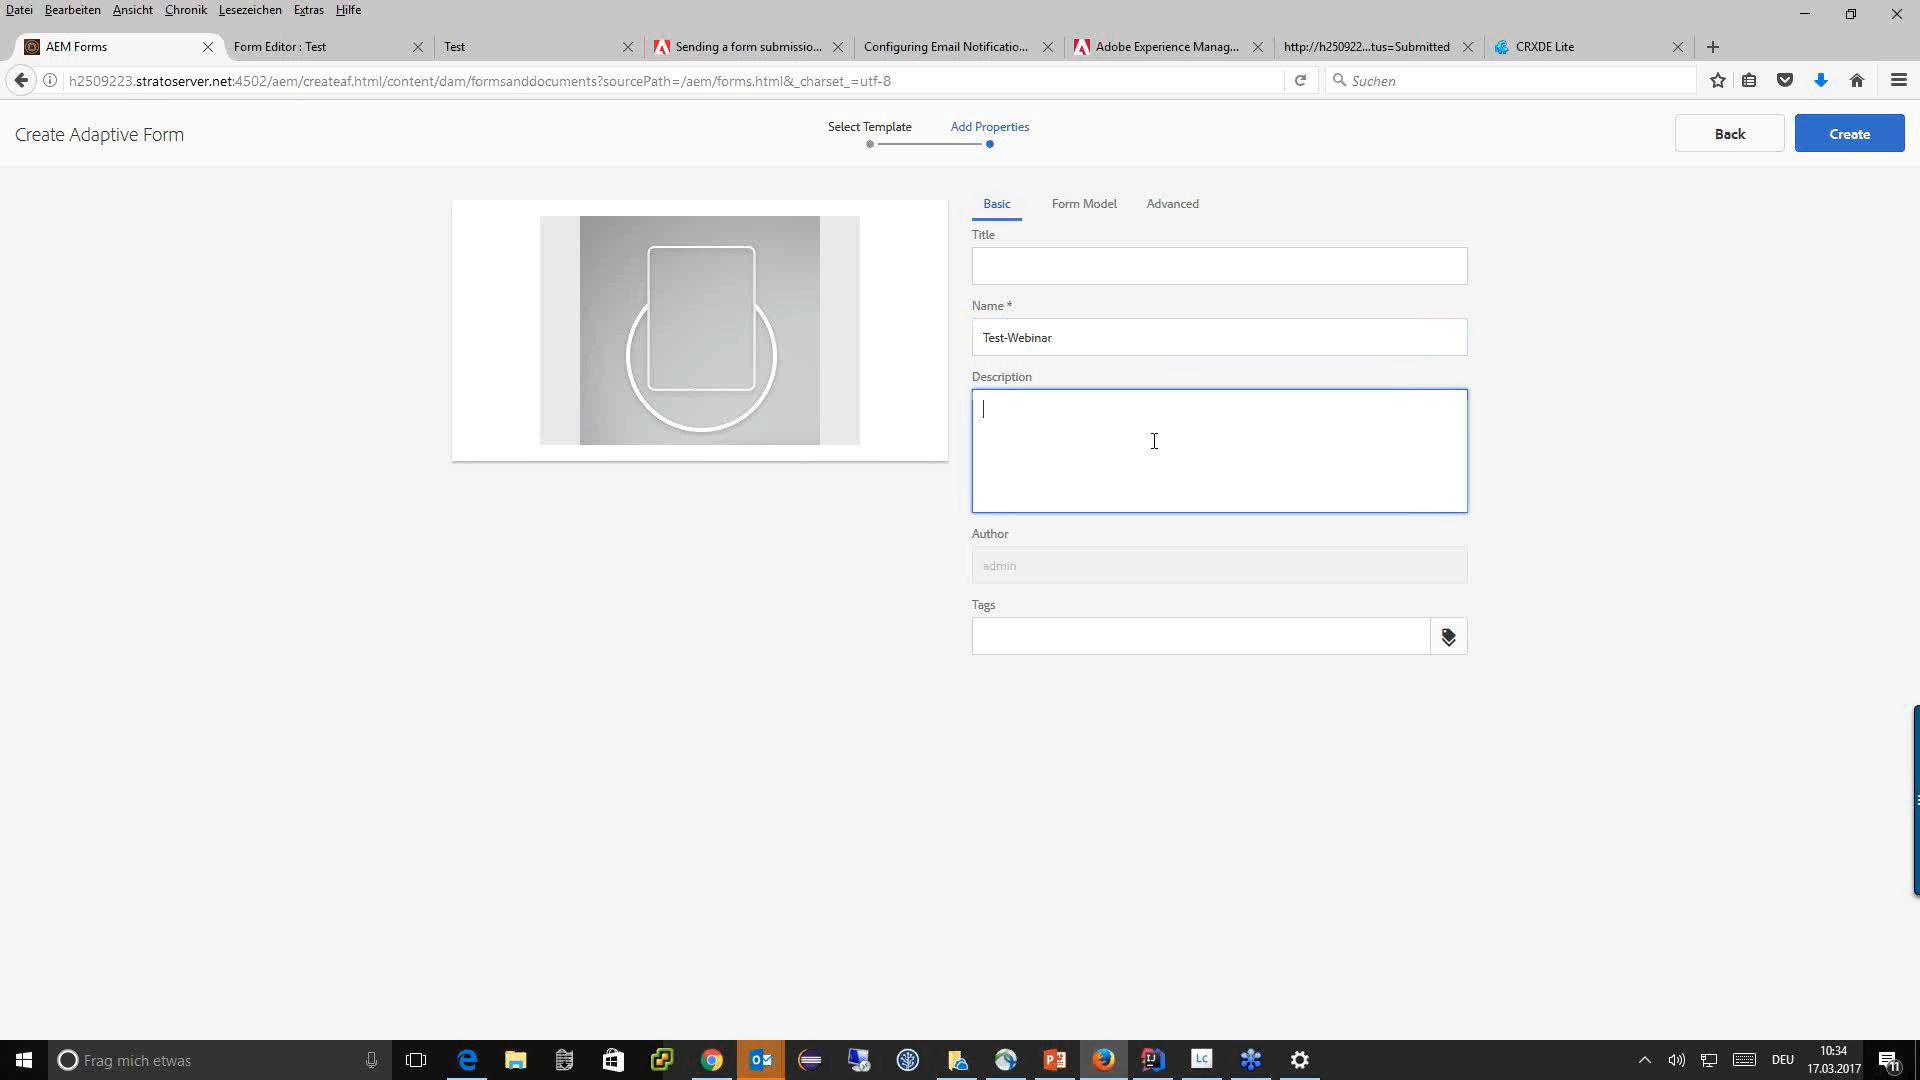 Datei Bearbeiten Ansicht Chronik Lesezeichen Extras Hilfe
AEM Forms Form Editor : Test Test Sending a form submissio... Configuring Email Notificatio... Adobe Experience Manag... http://h250922...tus=Submitted CRXDE Lite
h2509223.stratoserver.net:4502/aem/createaf.html/content/dam/formsanddocuments?sourcePath=/aem/forms.html&_charset_=utf-8 Suchen
Create Adaptive Form Select Template Add Properties Back Create
Basic Form Model Advanced
Title
Name *
Test-Webinar
Description
Author
admin
Tags
Frag mich etwas LC DEU 10:34
17.03.2017 11